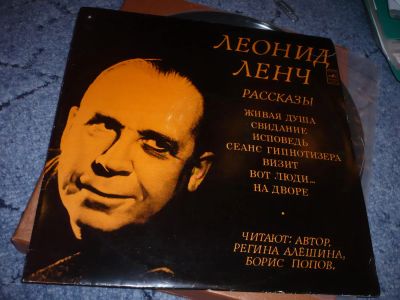 ЛЕОНИД
ЛЕНЧ
РАССКАЗЫ
ЖИВАЯ ДУША
СВИДАНИЕ
ИСПОВЕДЬ
СЕАНС ГИПНОТИЗЕРА
ВИЗИТ
ВОТ ЛЮДИ...
НА ДВОРЕ
ЧИТАЮТ: АВТОР,
РЕГИНА АЛЁШИНА,
БОРИС ПОПОВ.